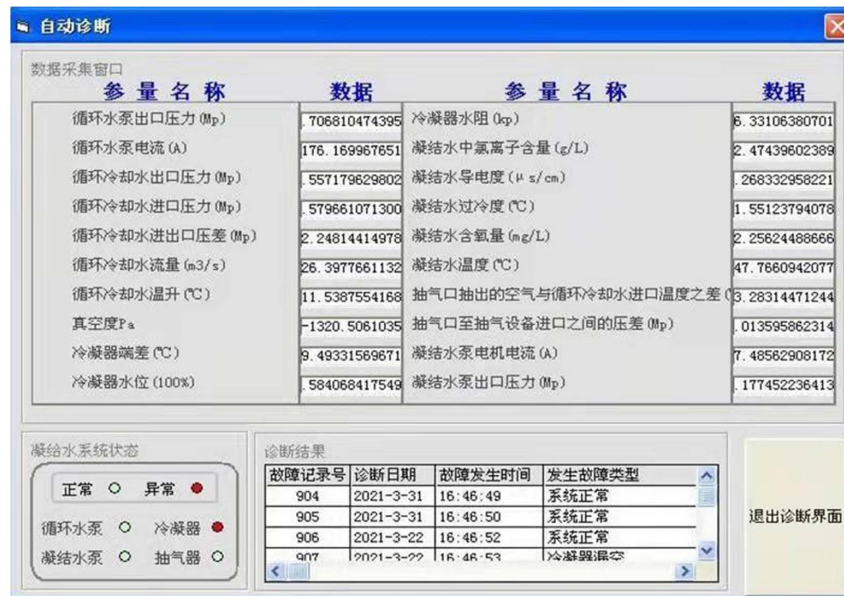 自动诊断
数据采集窗口
参 量 名 称 数据 参 量 名 称 数据
循环水泵出口压力(Mp) .706810474395 冷凝器水阻(kp) 6.33106380701
循环水泵电流(A) 176.169967651 凝结水中氯离子含量(g/L) 2.47439602389
循环冷却水出口压力(Mp) .557179629802 凝结水导电度(μs/cm) .268332958221
循环冷却水进口压力(Mp) .579661071300 凝结水过冷度(℃) 1.55123794078
循环冷却水进出口压差(Mp) 2.24814414978 凝结水含氧量(mg/L) 2.25624488666
循环冷却水流量(m3/s) 26.3977661132 凝结水温度(℃) 47.7660942077
循环冷却水温升(℃) 11.5387554168 抽气口抽出的空气与循环冷却水进口温度之差( 3.28314471244
真空度Pa -1320.5061035 抽气口至抽气设备进口之间的压差(Mp) .013595862314
冷凝器端差(℃) 9.49331569671 凝结水泵电机电流(A) 7.48562908172
冷凝器水位(100%) .584068417549 凝结水泵出口压力(Mp) .177452236413
凝给水系统状态
正常 异常
循环水泵 冷凝器
凝结水泵 抽气器
诊断结果
故障记录号 诊断日期 故障发生时间 发生故障类型
904 2021-3-31 16:46:49 系统正常
905 2021-3-31 16:46:50 系统正常
906 2021-3-22 16:46:52 系统正常
907 2021-3-22 16:46:53 冷凝器漏空
退出诊断界面